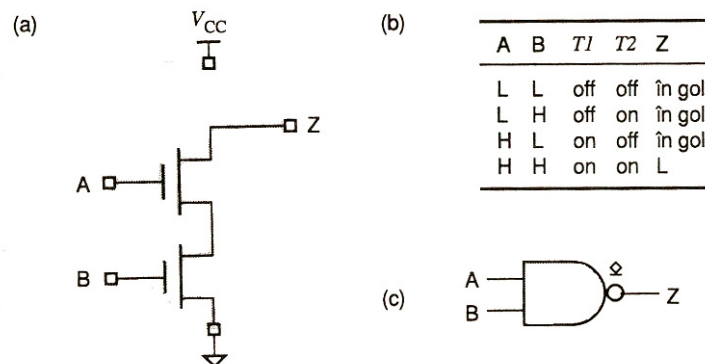 (a)
V_CC
Z
A
B
(b)
A B T1 T2 Z
L L off off în gol
L H off on în gol
H L on off în gol
H H on on L
(c)
A
B
Z